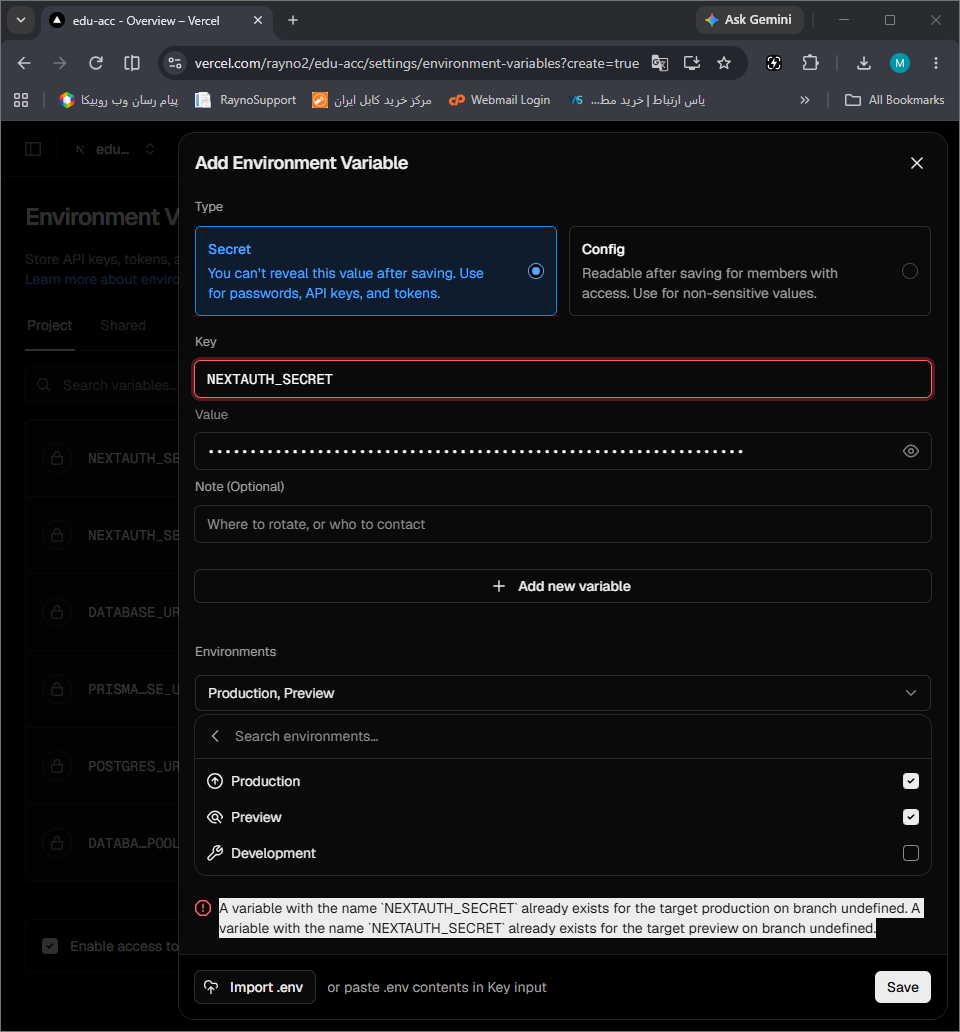 edu-acc - Overview – Vercel
Ask Gemini
vercel.com/rayno2/edu-acc/settings/environment-variables?create=true
M
پیام رسان وب روبیکا
RaynoSupport
مرکز خرید کابل ایران
cP Webmail Login
یاس ارتباط | خرید مط...
All Bookmarks
edu...
Environment V
Store API keys, tokens, a
Learn more about enviro
Project
Shared
Search variables...
NEXTAUTH_SE
NEXTAUTH_SE
DATABASE_UR
PRISMA...SE_U
POSTGRES_UR
DATABA...POOL
Enable access to
Add Environment Variable
Type
Secret
You can't reveal this value after saving. Use
for passwords, API keys, and tokens.
Config
Readable after saving for members with
access. Use for non-sensitive values.
Key
NEXTAUTH_SECRET
Value
Note (Optional)
Where to rotate, or who to contact
Add new variable
Environments
Production, Preview
Search environments...
Production
Preview
Development
A variable with the name `NEXTAUTH_SECRET` already exists for the target production on branch undefined. A
variable with the name `NEXTAUTH_SECRET` already exists for the target preview on branch undefined.
Import .env
or paste .env contents in Key input
Save